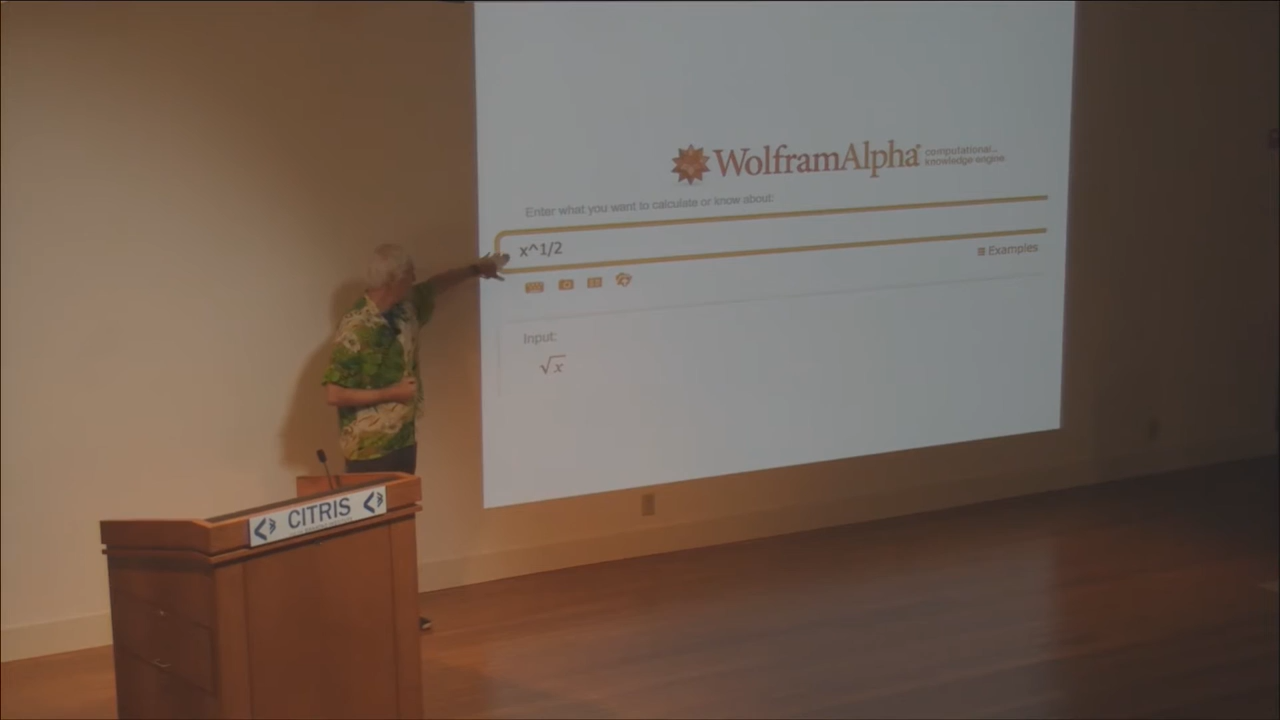 WolframAlpha computational...
knowledge engine
Enter what you want to calculate or know about:
x^1/2
Examples
Input:
√x
CITRIS